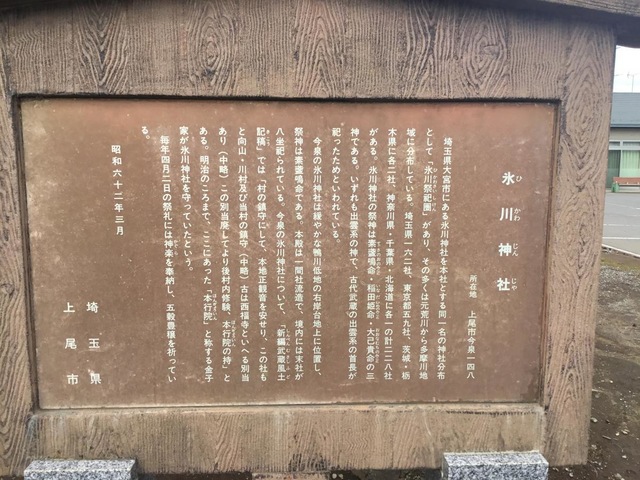 氷川神社
ひかわじんじゃ
所在地 上尾市今泉一四八
埼玉県大宮市にある氷川神社を本社とする同一名の神社分布
として「氷川祭祀圏」があり、その多くは元荒川から多摩川地
域に分布している。埼玉県一六二社、東京都五九社、茨城・栃
木県に各二社、神奈川県・千葉県・北海道に各一の計二二八社
がある。氷川神社の祭神は素盞鳴命・稲田姫命・大己貴命の三
神である。いずれも出雲系の神で、古代武蔵の出雲系の首長が
祀ったためといわれている。
今泉の氷川神社は緩やかな鴨川低地の右岸台地上に位置し、
祭神は素盞鳴命である。本殿は一間社流造で、境内には末社が
八坐祀られている。今泉の氷川神社について、「新編武蔵風土
記稿」では「村の鎮守にして、本地正観音を安せり、この社も
と向山・川村及び当村の鎮守(中略)古は西福寺といへる別当
あり(中略)この別当廃してより後村内修験、本行院の持」と
ある。明治のころまで、ここにあった「本行院」と称する金子
家が氷川神社を守っていたという。
毎年四月二日の祭礼には神楽を奉納し、五穀豊穣を祈ってい
る。
昭和六十二年三月
埼玉県
上尾市